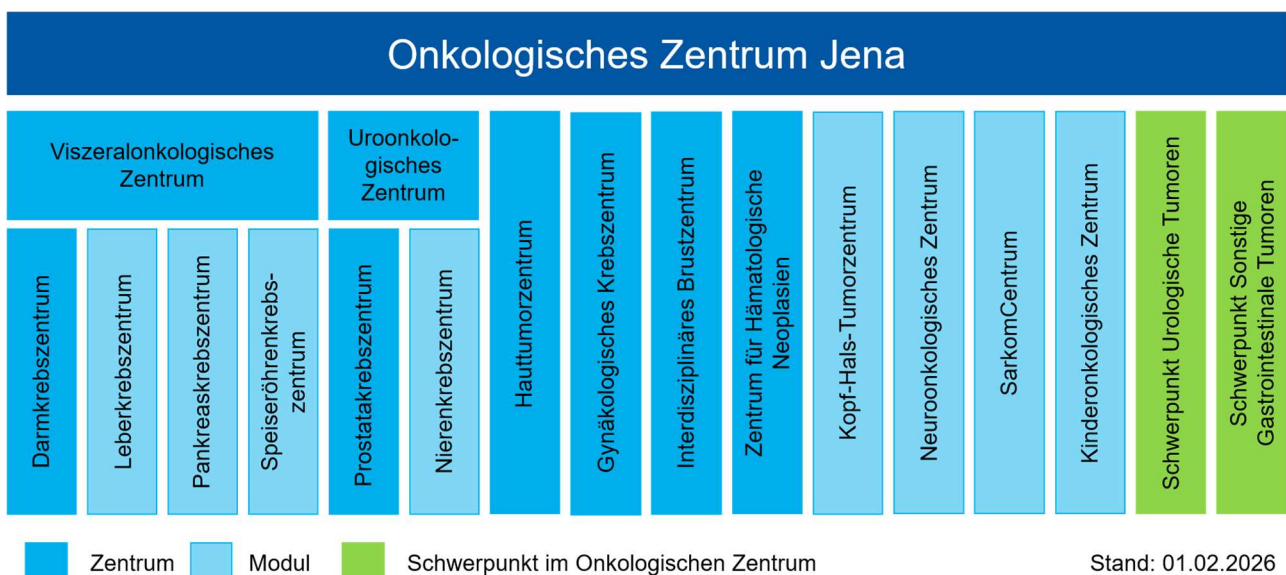 Onkologisches Zentrum Jena
Viszeralonkologisches
Zentrum
Uroonkolo-
gisches
Zentrum
Darmkrebszentrum
Leberkrebszentrum
Pankreaskrebszentrum
Speiseröhrenkrebs-
zentrum
Prostatakrebszentrum
Nierenkrebszentrum
Hauttumorzentrum
Gynäkologisches Krebszentrum
Interdisziplinäres Brustzentrum
Zentrum für Hämatologische
Neoplasien
Kopf-Hals-Tumorzentrum
Neuroonkologisches Zentrum
SarkomCentrum
Kinderonkologisches Zentrum
Schwerpunkt Urologische Tumoren
Schwerpunkt Sonstige
Gastrointestinale Tumoren
Zentrum
Modul
Schwerpunkt im Onkologischen Zentrum
Stand: 01.02.2026